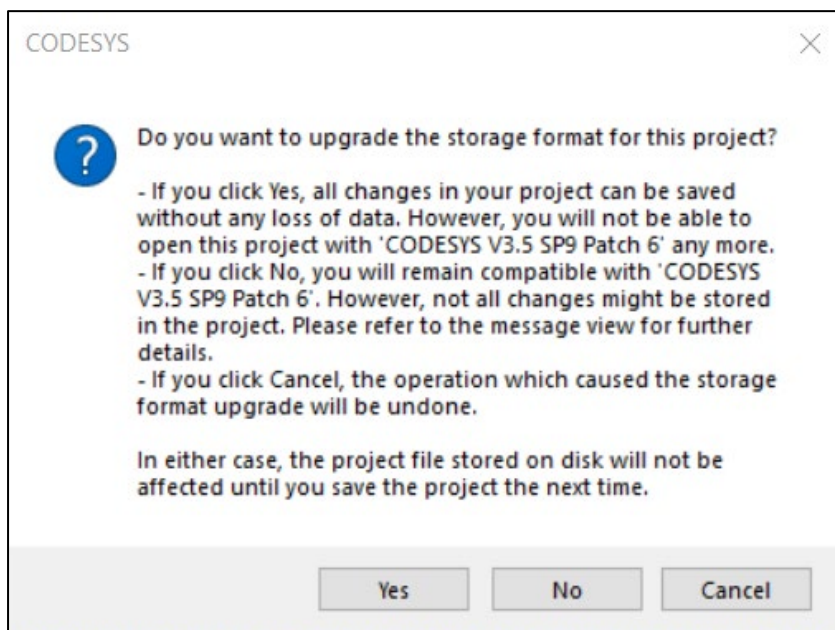 CODESYS
Do you want to upgrade the storage format for this project?
- If you click Yes, all changes in your project can be saved
without any loss of data. However, you will not be able to
open this project with 'CODESYS V3.5 SP9 Patch 6' any more.
- If you click No, you will remain compatible with 'CODESYS
V3.5 SP9 Patch 6'. However, not all changes might be stored
in the project. Please refer to the message view for further
details.
- If you click Cancel, the operation which caused the storage
format upgrade will be undone.
In either case, the project file stored on disk will not be
affected until you save the project the next time.
Yes
No
Cancel